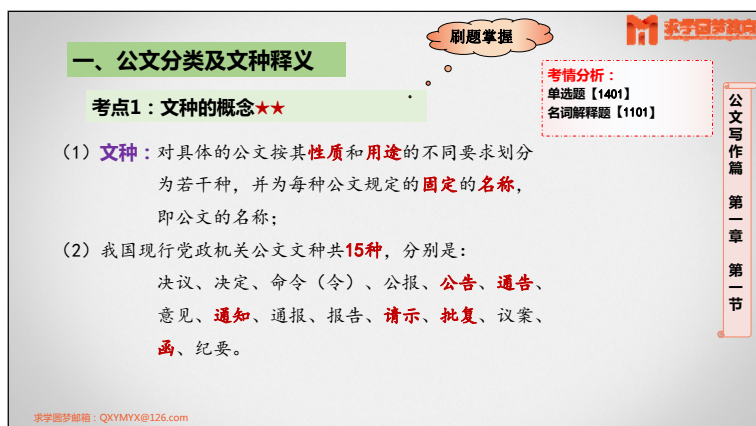 刷题掌握
求学圆梦教育
一、公文分类及文种释义
考情分析：
单选题【1401】
名词解释题【1101】
考点1：文种的概念★★
（1）文种：对具体的公文按其性质和用途的不同要求划分
为若干种，并为每种公文规定的固定的名称，
即公文的名称；
（2）我国现行党政机关公文文种共15种，分别是：
决议、决定、命令（令）、公报、公告、通告、
意见、通知、通报、报告、请示、批复、议案、
函、纪要。
公文写作篇 第一章 第一节
求学圆梦邮箱：QXYMYX@126.com